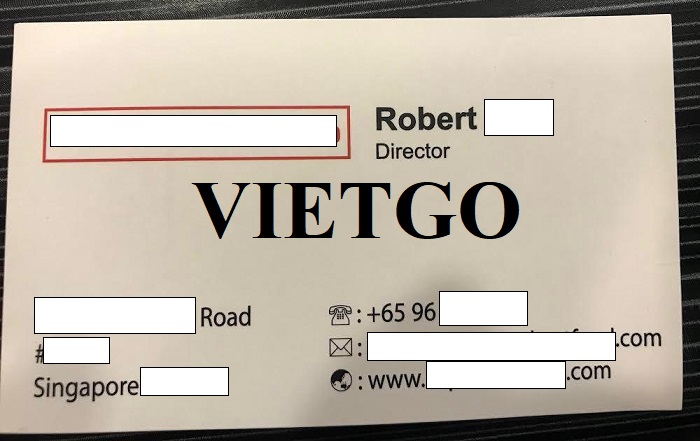 Robert
Director
VIETGO
Road
#
Singapore
: +65 96
: .com
: www. .com